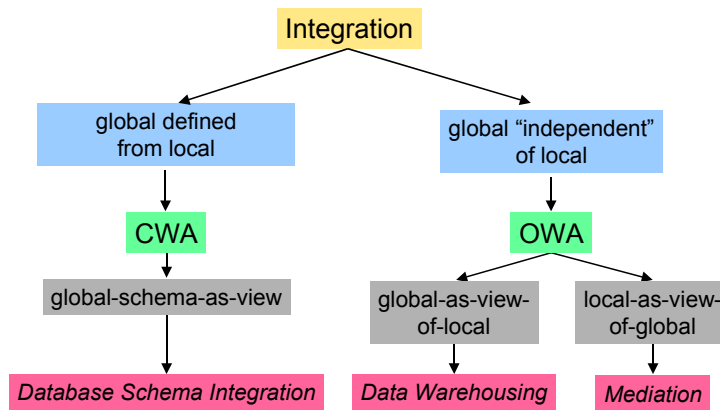 Integration
global defined
from local
global “independent”
of local
CWA
OWA
global-schema-as-view
global-as-view-
of-local
local-as-view-
of-global
Database Schema Integration
Data Warehousing
Mediation